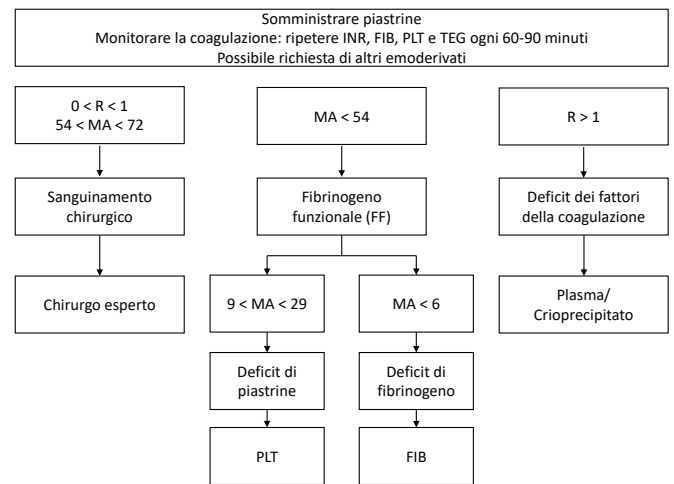 Somministrare piastrine
Monitorare la coagulazione: ripetere INR, FIB, PLT e TEG ogni 60-90 minuti
Possibile richiesta di altri emoderivati
0 < R < 1
54 < MA < 72
MA < 54
R > 1
Sanguinamento
chirurgico
Fibrinogeno
funzionale (FF)
Deficit dei fattori
della coagulazione
Chirurgo esperto
9 < MA < 29
MA < 6
Plasma/
Crioprecipitato
Deficit di
piastrine
Deficit di
fibrinogeno
PLT
FIB